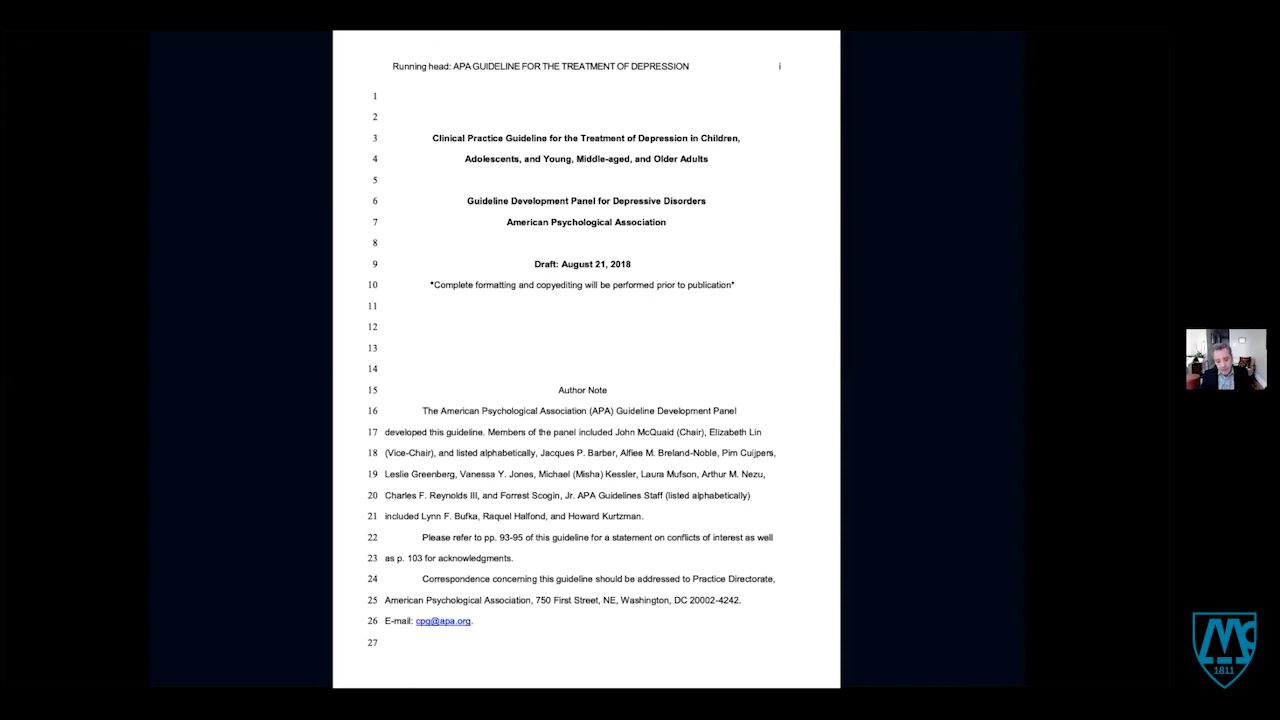 Running head: APA GUIDELINE FOR THE TREATMENT OF DEPRESSION i
1
2
3 Clinical Practice Guideline for the Treatment of Depression in Children,
4 Adolescents, and Young, Middle-aged, and Older Adults
5
6 Guideline Development Panel for Depressive Disorders
7 American Psychological Association
8
9 Draft: August 21, 2018
10 *Complete formatting and copyediting will be performed prior to publication*
11
12
13
14
15 Author Note
16 The American Psychological Association (APA) Guideline Development Panel
17 developed this guideline. Members of the panel included John McQuaid (Chair), Elizabeth Lin
18 (Vice-Chair), and listed alphabetically, Jacques P. Barber, Alfiee M. Breland-Noble, Pim Cuijpers,
19 Leslie Greenberg, Vanessa Y. Jones, Michael (Misha) Kessler, Laura Mufson, Arthur M. Nezu,
20 Charles F. Reynolds III, and Forrest Scogin, Jr. APA Guidelines Staff (listed alphabetically)
21 included Lynn F. Bufka, Raquel Halfond, and Howard Kurtzman.
22 Please refer to pp. 93-95 of this guideline for a statement on conflicts of interest as well
23 as p. 103 for acknowledgments.
24 Correspondence concerning this guideline should be addressed to Practice Directorate,
25 American Psychological Association, 750 First Street, NE, Washington, DC 20002-4242.
26 E-mail: cpg@apa.org.
27
1811